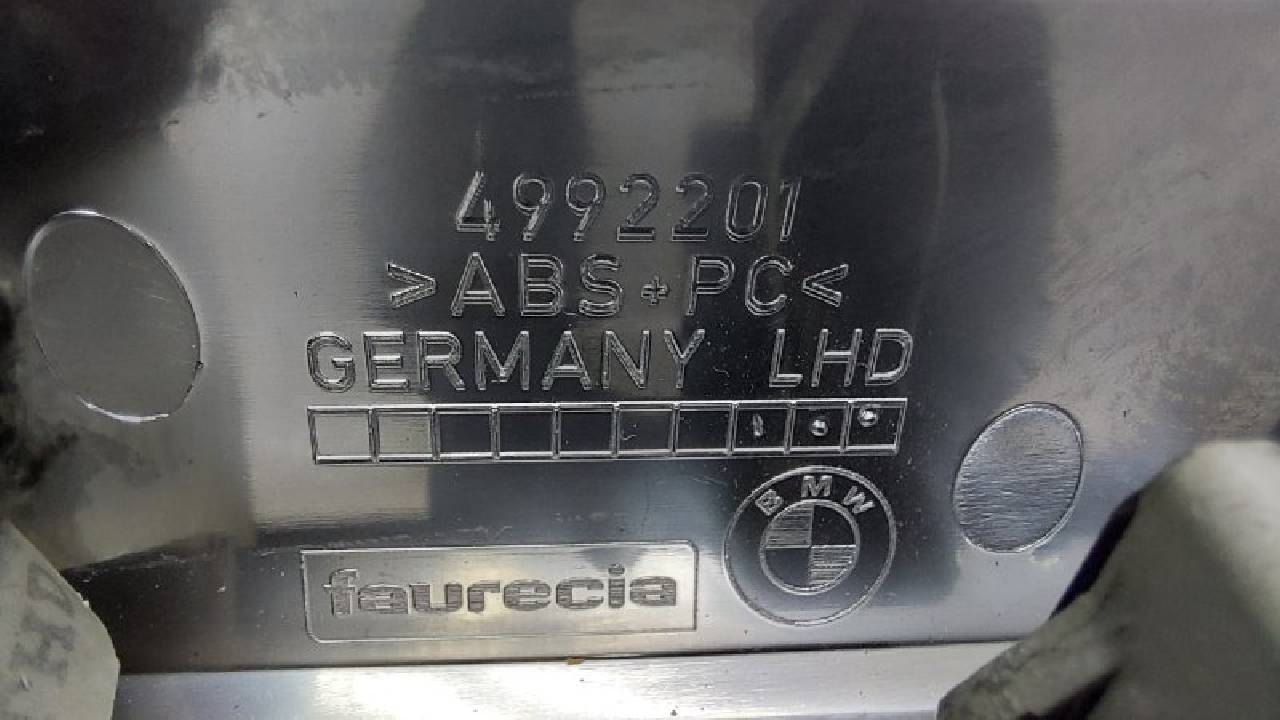 4992201
>ABS+PC<
GERMANY LHD
BMW
faurecia